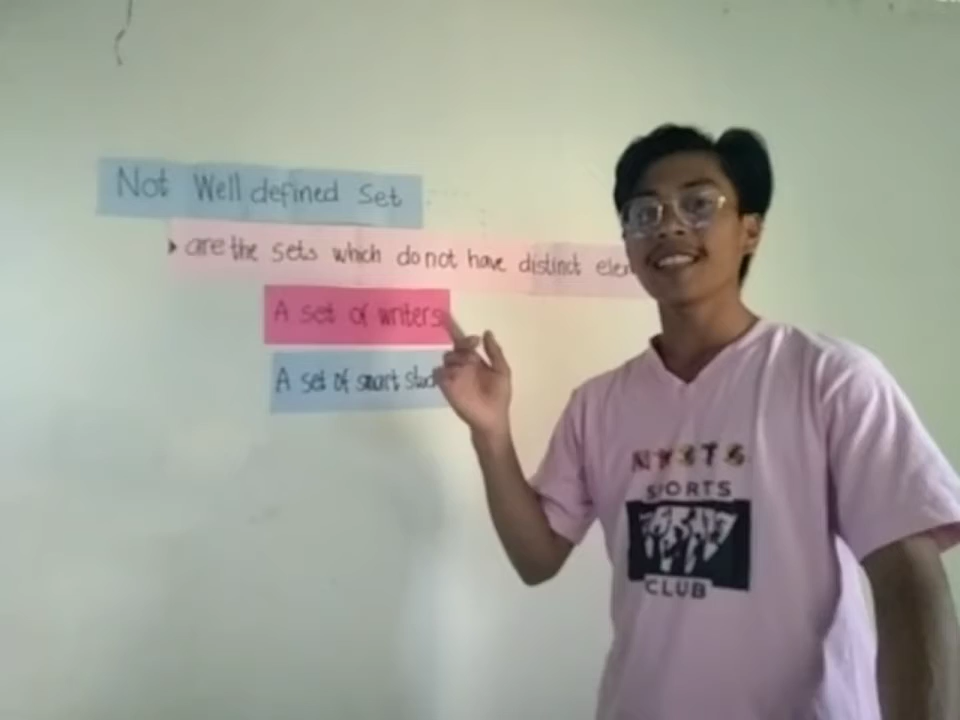 Not Well defined Set
▸ are the sets which do not have distinct
A set of writers
A set of smart
SPORTS
CLUB